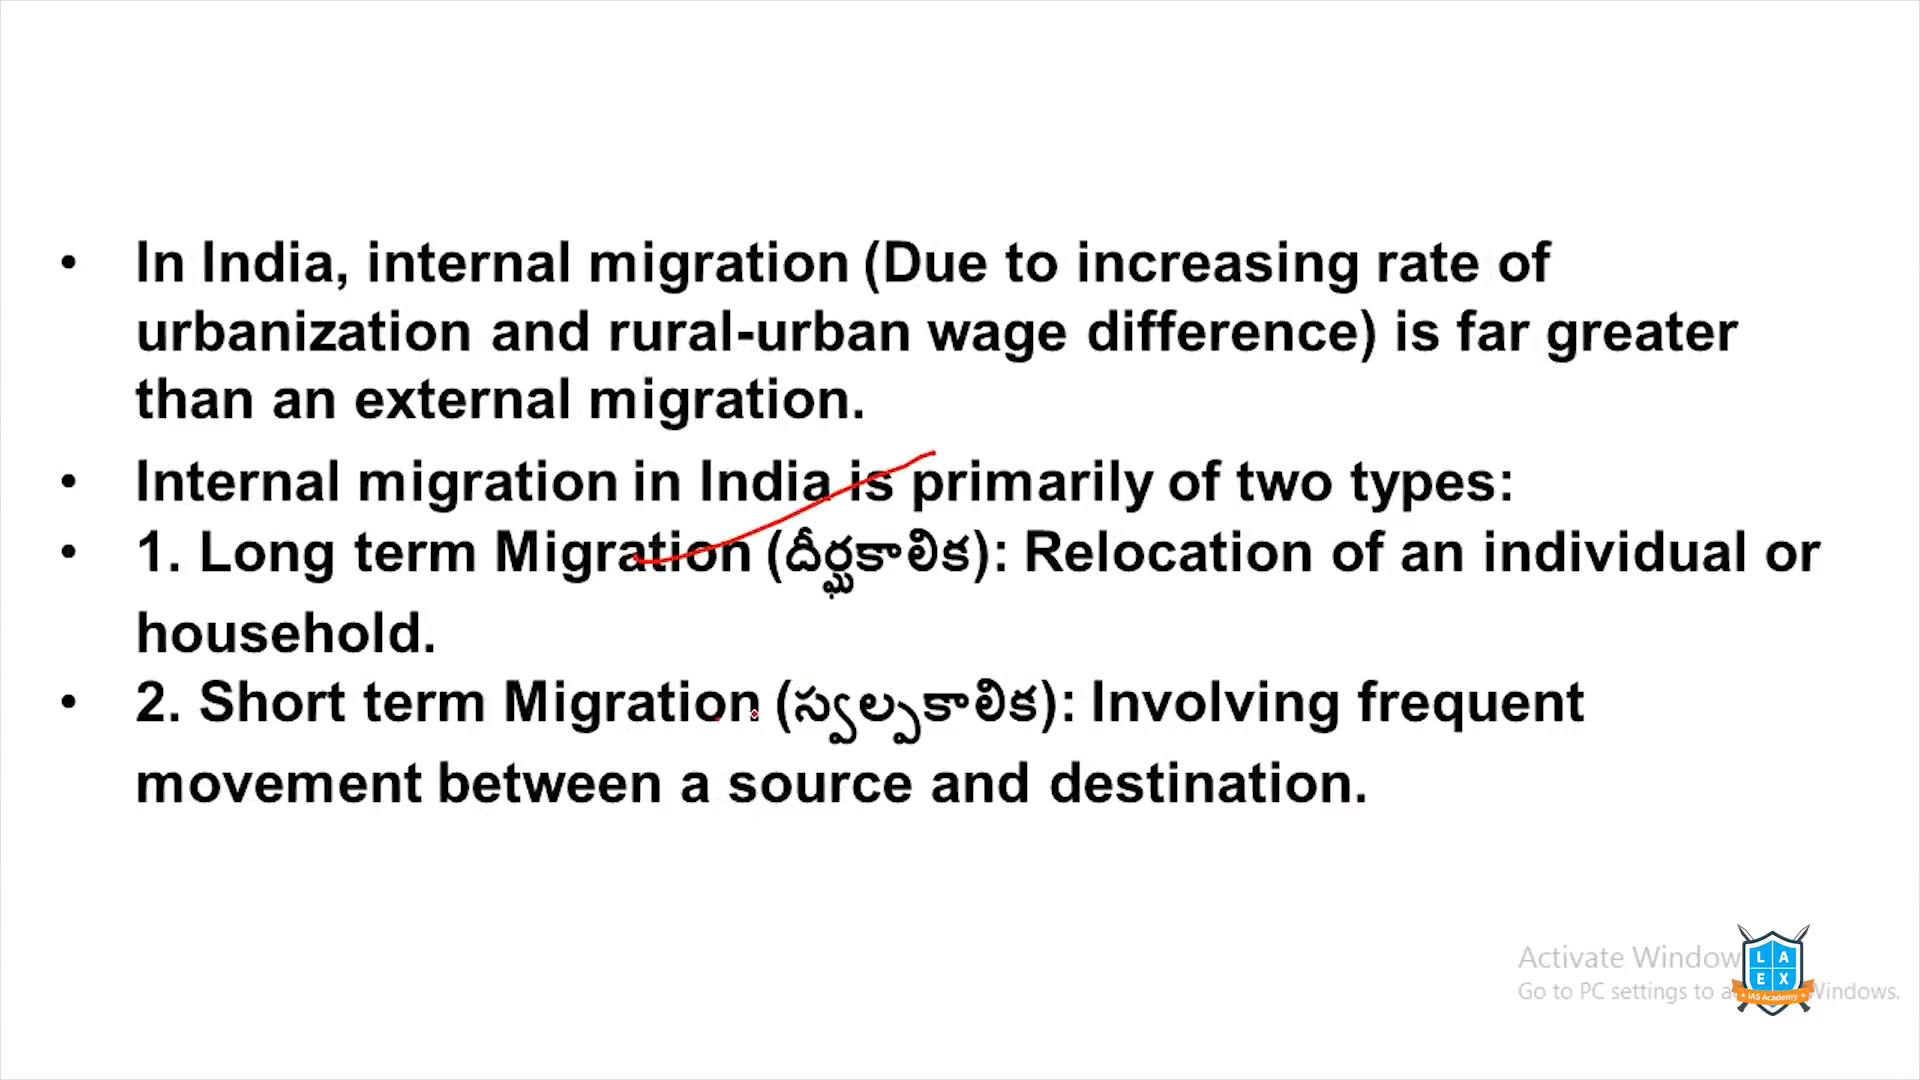 • In India, internal migration (Due to increasing rate of
urbanization and rural-urban wage difference) is far greater
than an external migration.
• Internal migration in India is primarily of two types:
• 1. Long term Migration (దీర్ఘకాలిక): Relocation of an individual or
household.
• 2. Short term Migration (స్వల్పకాలిక): Involving frequent
movement between a source and destination.
Activate Window
Go to PC settings to a Windows.
L A
E X
IAS Academy